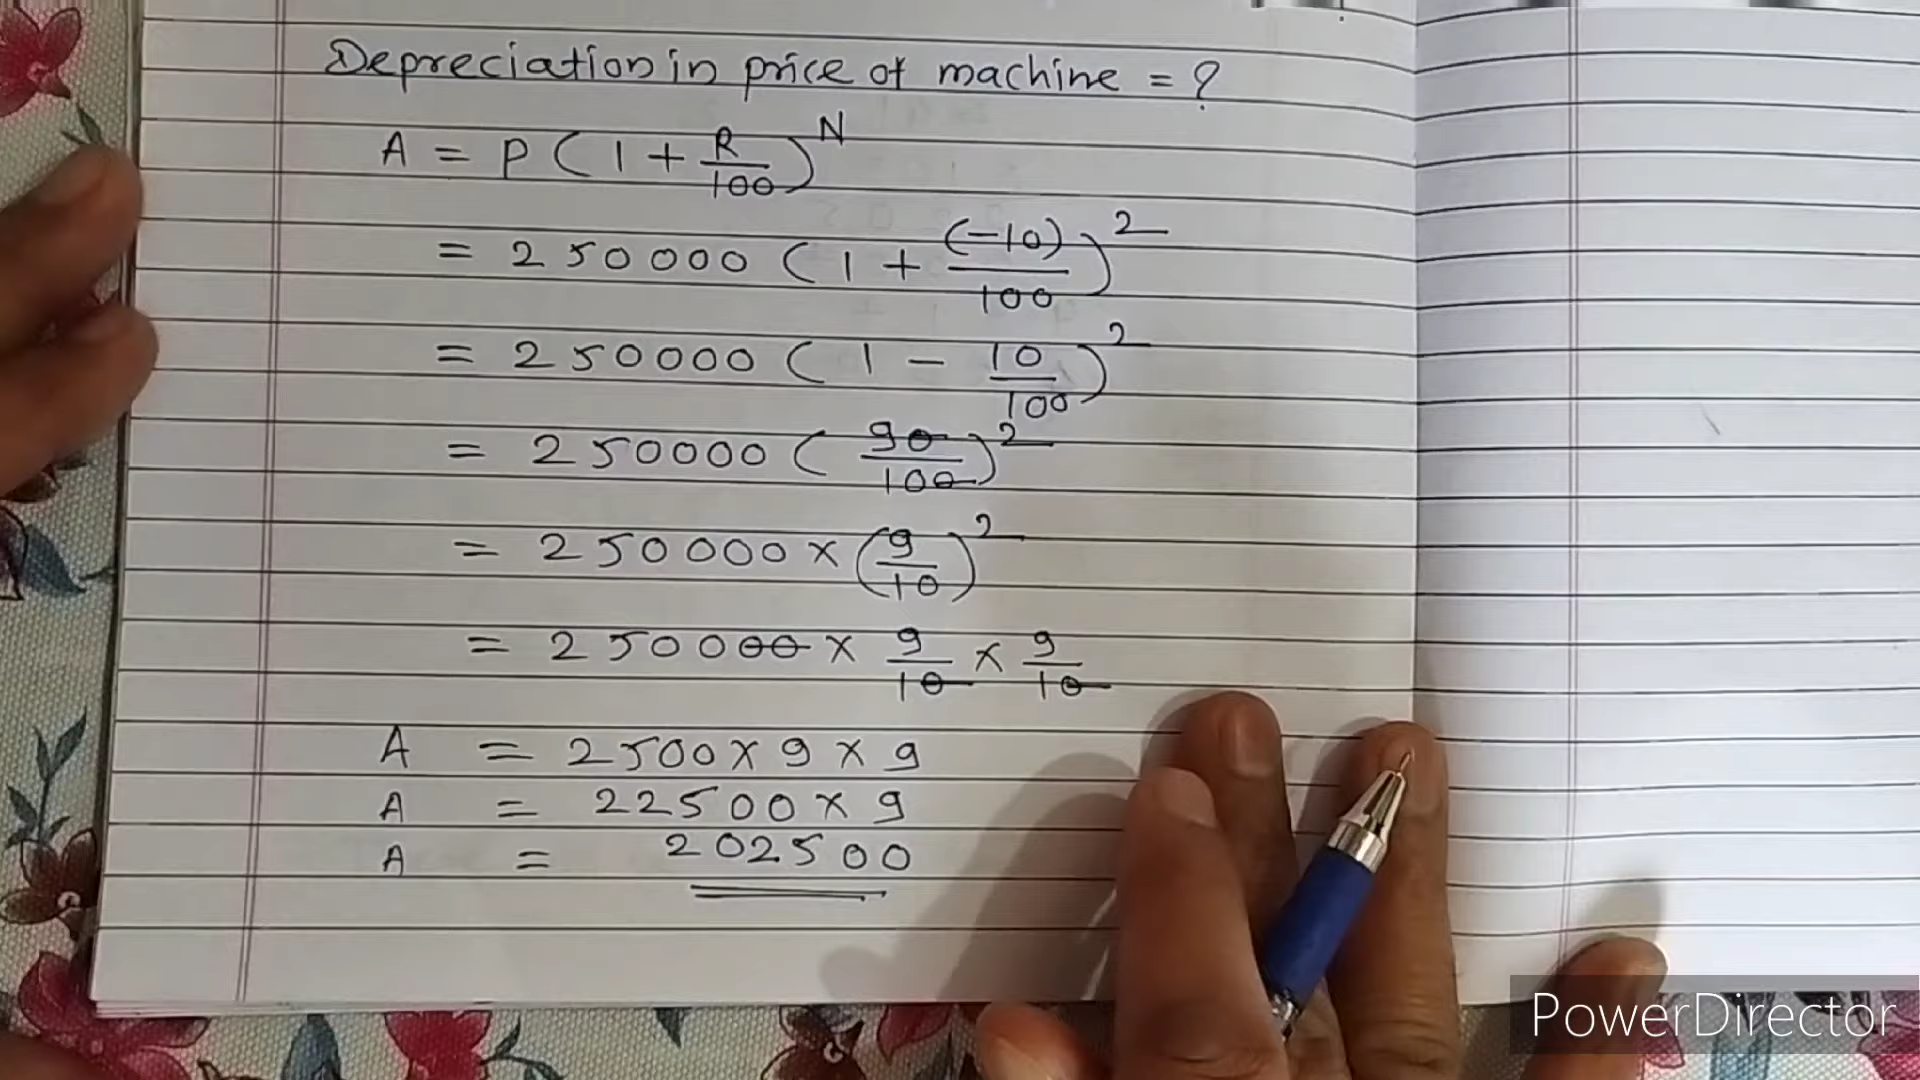 Depreciation in price of machine = ?
A = P ( 1 + R/100 )^N
= 250000 ( 1 + (-10)/100 )^2
= 250000 ( 1 - 10/100 )^2
= 250000 ( 90/100 )^2
= 250000 × ( 9/10 )^2
= 250000 × 9/10 × 9/10
A = 2500 × 9 × 9
A = 22500 × 9
A = 202500
PowerDirector